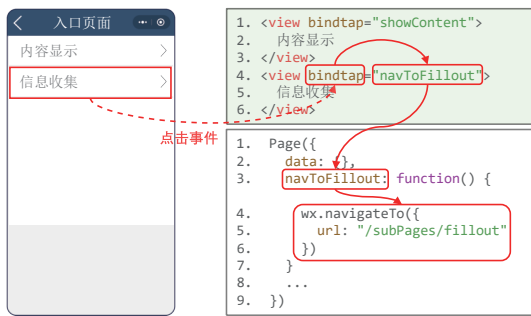 入口页面
内容显示
信息收集
点击事件
1. <view bindtap="showContent">
2. 内容显示
3. </view>
4. <view bindtap="navToFillout">
5. 信息收集
6. </view>
1. Page({
2. data: {},
3. navToFillout: function() {
4. wx.navigateTo({
5. url: "/subPages/fillout"
6. })
7. }
8. ...
9. })